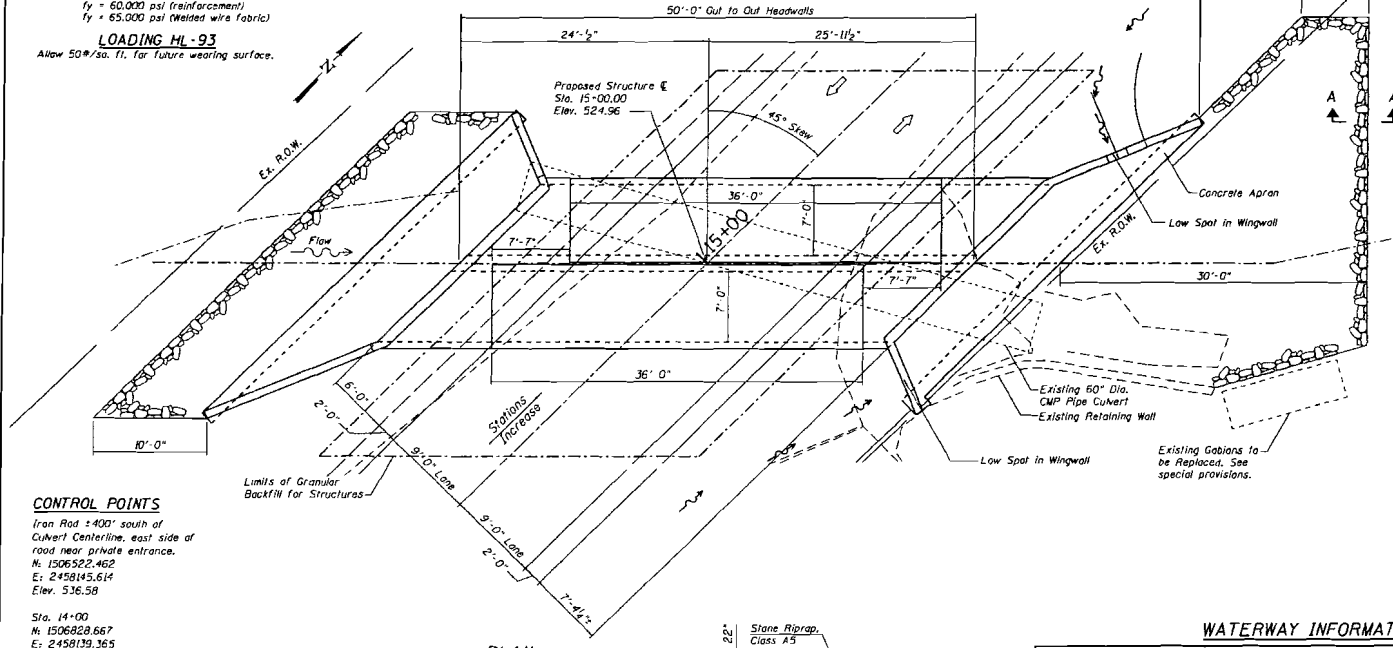 fy = 60,000 psi (reinforcement)
fy = 65,000 psi (Welded wire fabric)
LOADING HL-93
Allow 50#/sq. ft. for future wearing surface.
50'-0" Out to Out Headwalls
24'-½"
25'-11½"
Proposed Structure ℄
Sta. 15+00.00
Elev. 524.96
45° Skew
N
Ex. R.O.W.
Flow
36'-0"
7'-0"
15+00
7'-7"
7'-7"
7'-0"
36' 0"
A
A
Concrete Apron
Low Spot in Wingwall
Ex. R.O.W.
30'-0"
Existing 60" Dia.
CMP Pipe Culvert
Existing Retaining Wall
Low Spot in Wingwall
Existing Gabions to
be Replaced. See
special provisions.
10'-0"
6'-0"
2'-0"
9'-0" Lane
9'-0" Lane
2'-0"
7'-4¼"±
Stations
Increase
Limits of Granular
Backfill for Structures
CONTROL POINTS
Iron Rod ±400' south of
Culvert Centerline, east side of
road near private entrance.
N: 1506522.462
E: 2458145.614
Elev. 536.58
Sta. 14+00
N: 1506828.667
E: 2458139.365
22"
Stone Riprap,
Class A5
WATERWAY INFORMAT